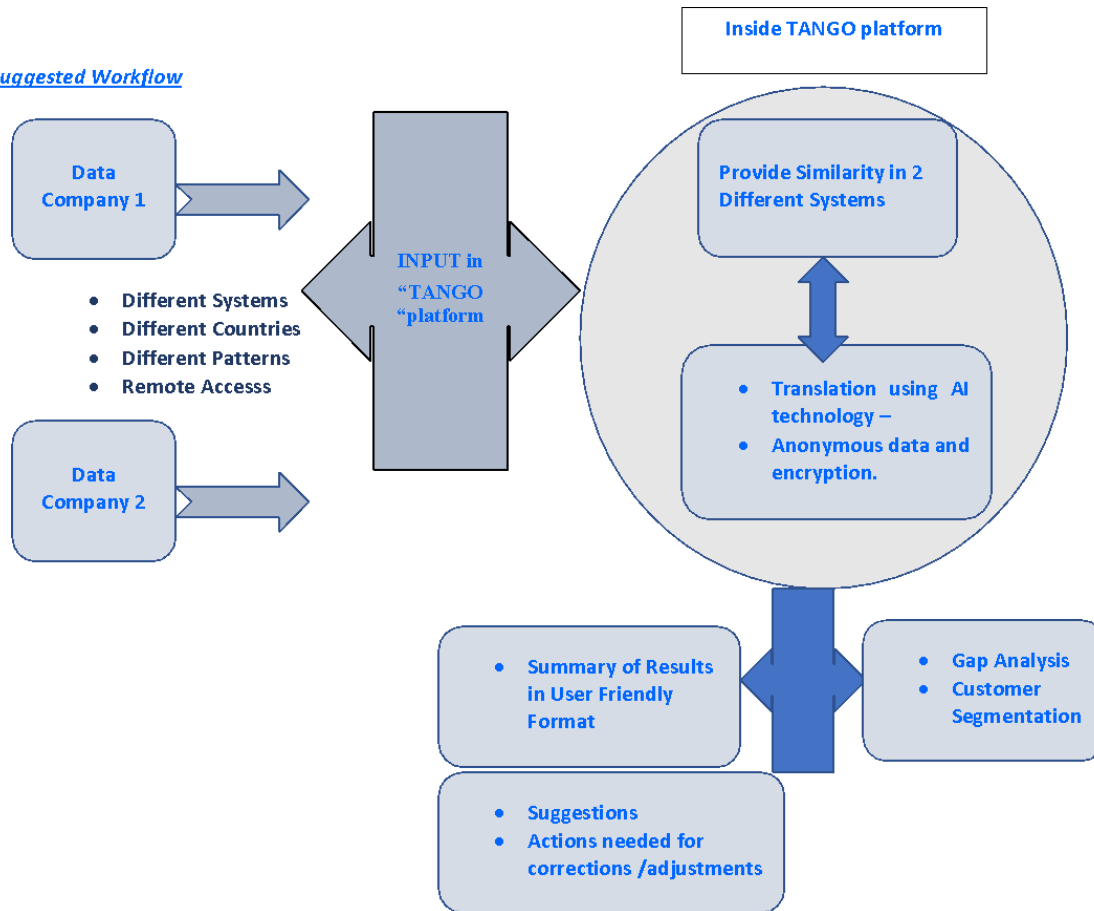 Inside TANGO platform
uggested Workflow
Data
Company 1
• Different Systems
• Different Countries
• Different Patterns
• Remote Accesss
Data
Company 2
INPUT in
“TANGO
“platform
Provide Similarity in 2
Different Systems
• Translation using AI
technology –
• Anonymous data and
encryption.
• Summary of Results
in User Friendly
Format
• Gap Analysis
• Customer
Segmentation
• Suggestions
• Actions needed for
corrections /adjustments